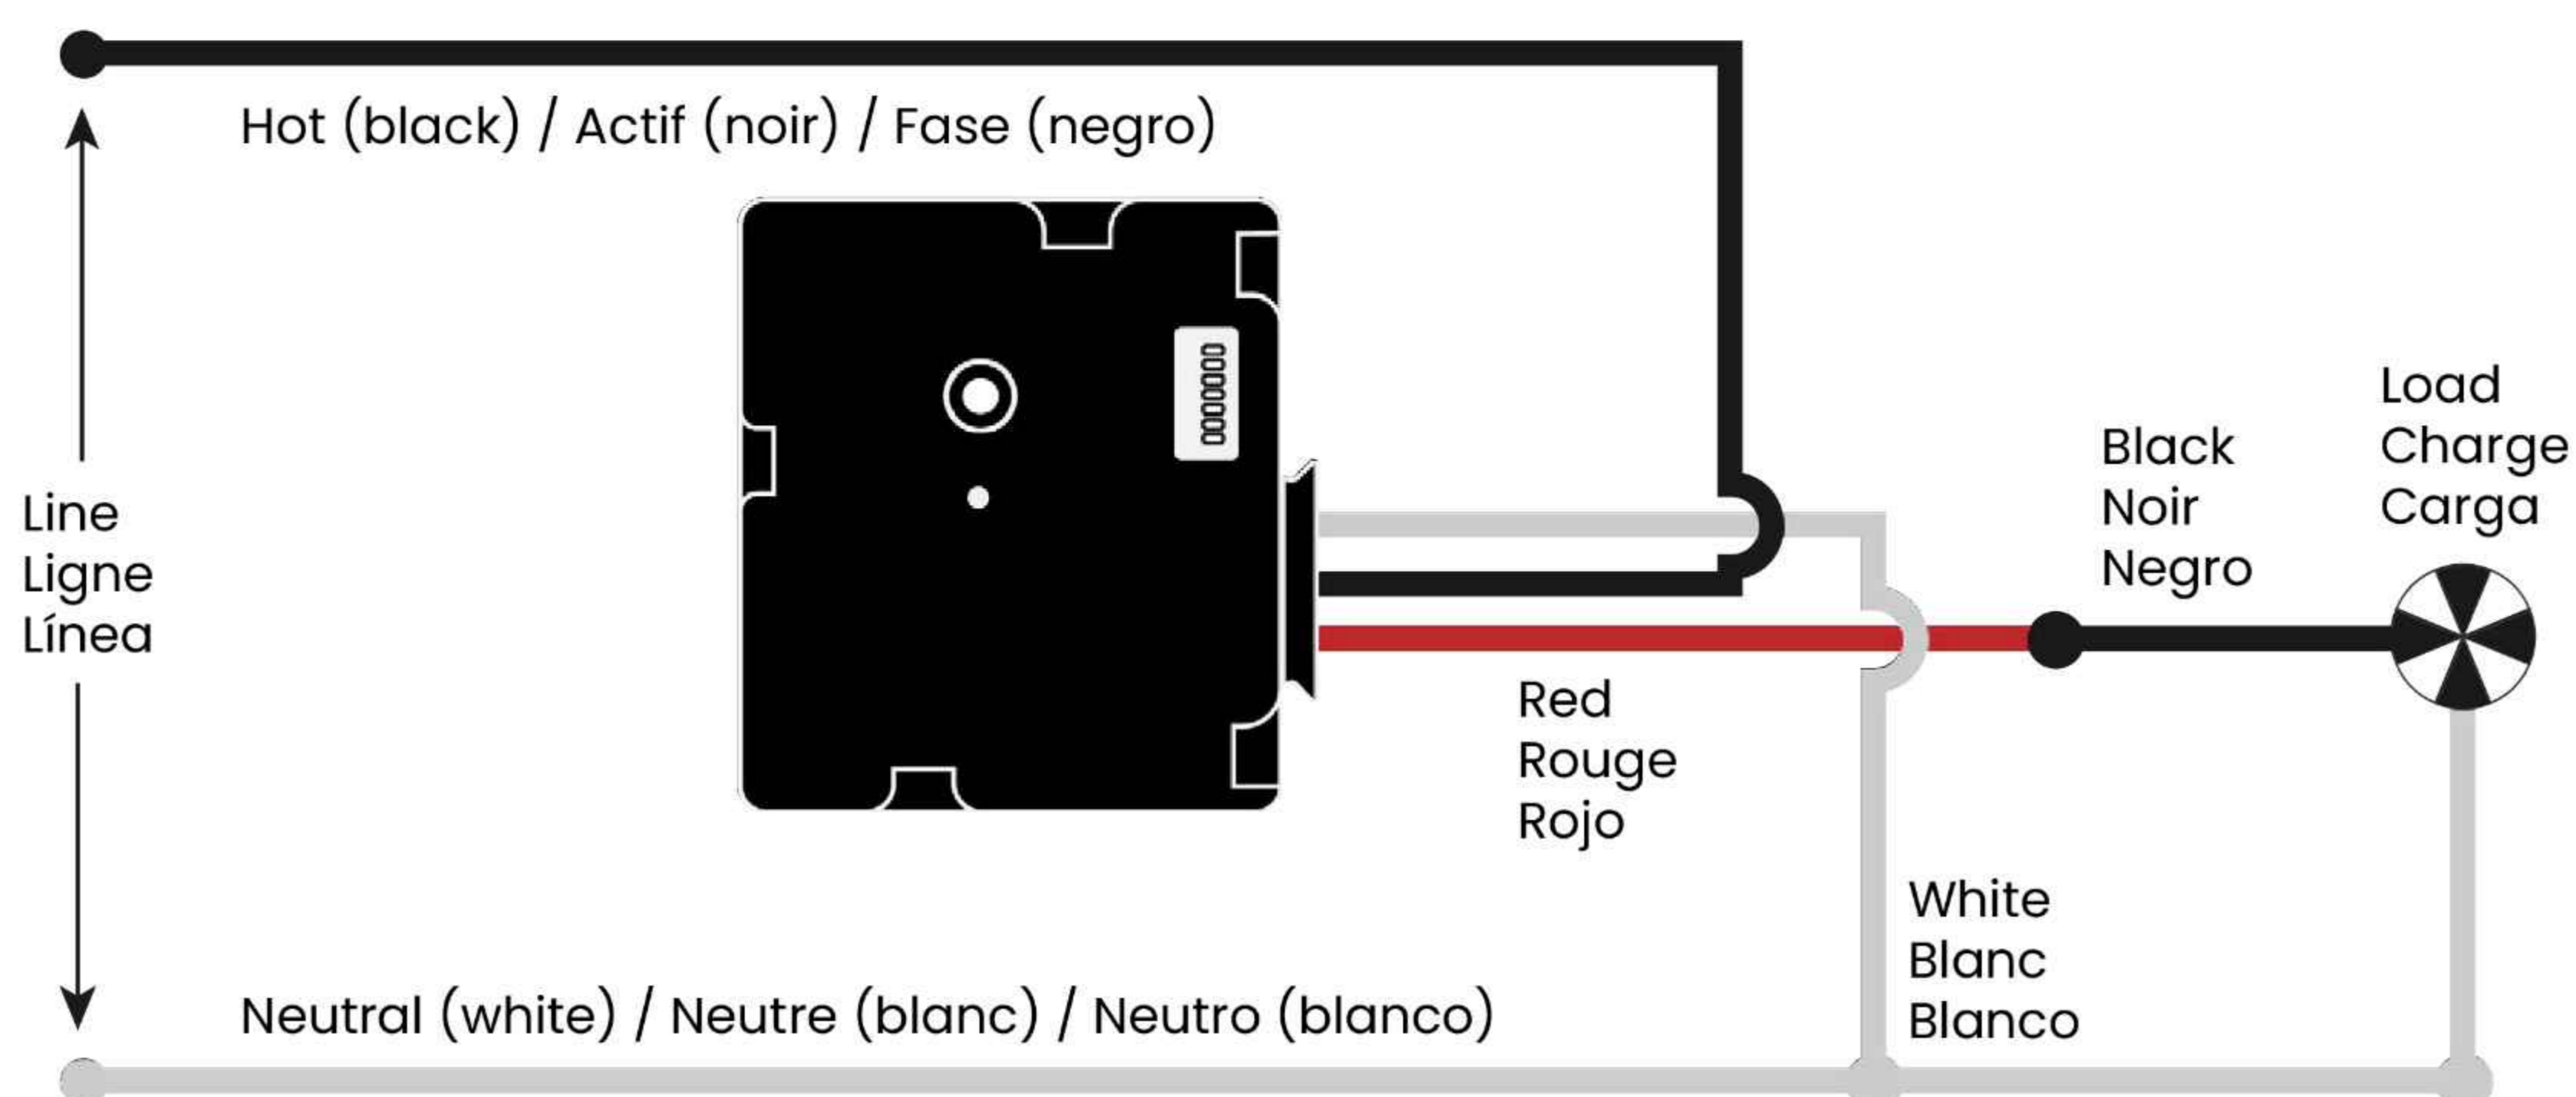 Hot (black) / Actif (noir) / Fase (negro)
0000000
Line
Ligne
Línea
Load
Charge
Carga
Black
Noir
Negro
Red
Rouge
Rojo
White
Blanc
Blanco
Neutral (white) / Neutre (blanc) / Neutro (blanco)